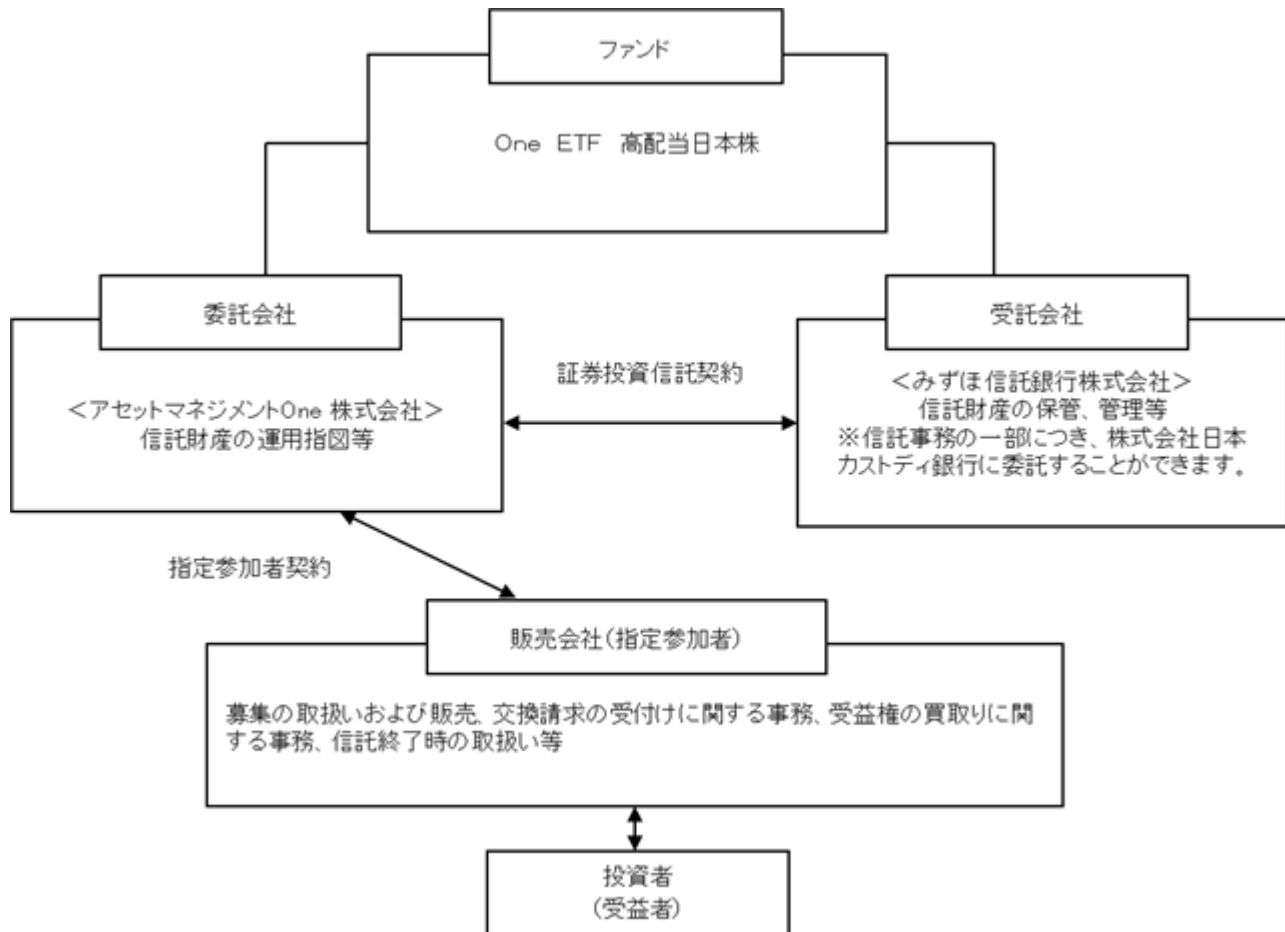 ファンド
One ETF 高配当日本株
委託会社
<アセットマネジメントOne 株式会社>
信託財産の運用指図等
証券投資信託契約
受託会社
<みずほ信託銀行株式会社>
信託財産の保管、管理等
※信託事務の一部につき、株式会社日本
カストディ銀行に委託することができます。
指定参加者契約
販売会社(指定参加者)
募集の取扱いおよび販売、交換請求の受付けに関する事務、受益権の買取りに関
する事務、信託終了時の取扱い等
投資者
(受益者)